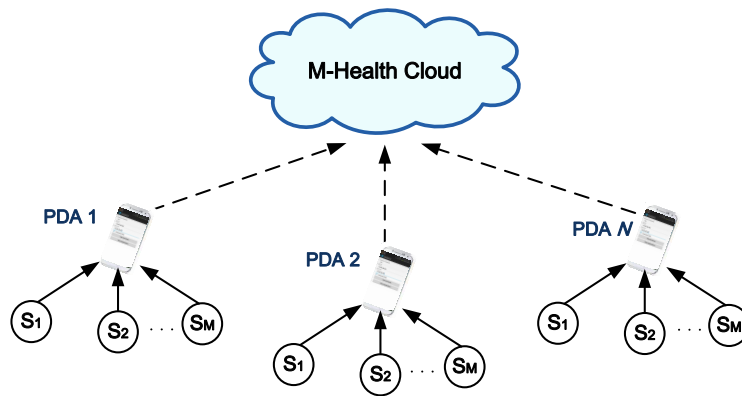 M-Health Cloud
PDA 1
PDA 2
PDA N
S1 S2 . . . SM
S1 S2 . . . SM
S1 S2 . . . SM